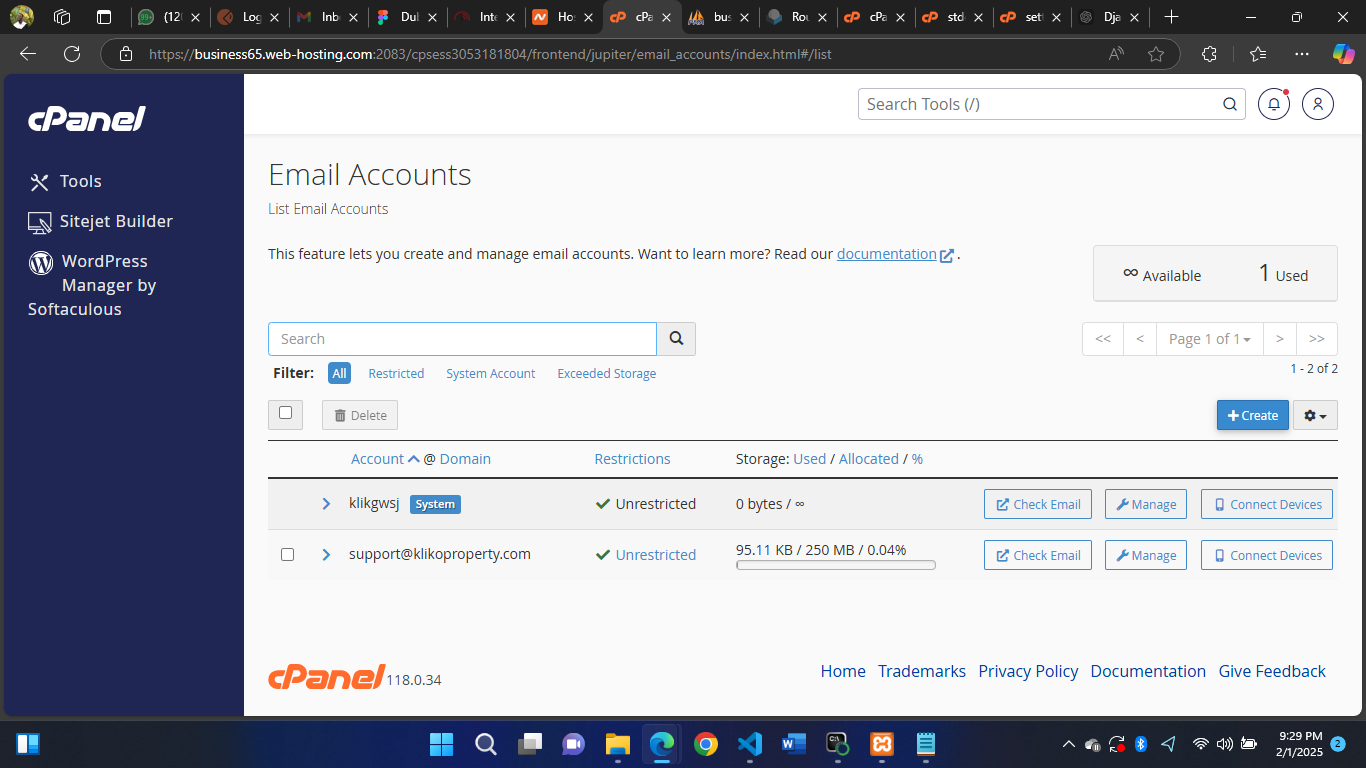 (12(
Log
Inb
Dul
Inte
Ho
cPa
bus
Rou
cPa
std
sett
Dja
https://business65.web-hosting.com:2083/cpsess3053181804/frontend/jupiter/email_accounts/index.html#/list
cPanel
Search Tools (/)
Tools
Sitejet Builder
WordPress
Manager by
Softaculous
Email Accounts
List Email Accounts
This feature lets you create and manage email accounts. Want to learn more? Read our documentation .
∞ Available 1 Used
Search
<< < Page 1 of 1 > >>
Filter: All Restricted System Account Exceeded Storage
1 - 2 of 2
Delete
Create
Account @ Domain Restrictions Storage: Used / Allocated / %
klikgwsj System Unrestricted 0 bytes / ∞ Check Email Manage Connect Devices
support@klikoproperty.com Unrestricted 95.11 KB / 250 MB / 0.04% Check Email Manage Connect Devices
cPanel 118.0.34
Home Trademarks Privacy Policy Documentation Give Feedback
9:29 PM
2/1/2025
2